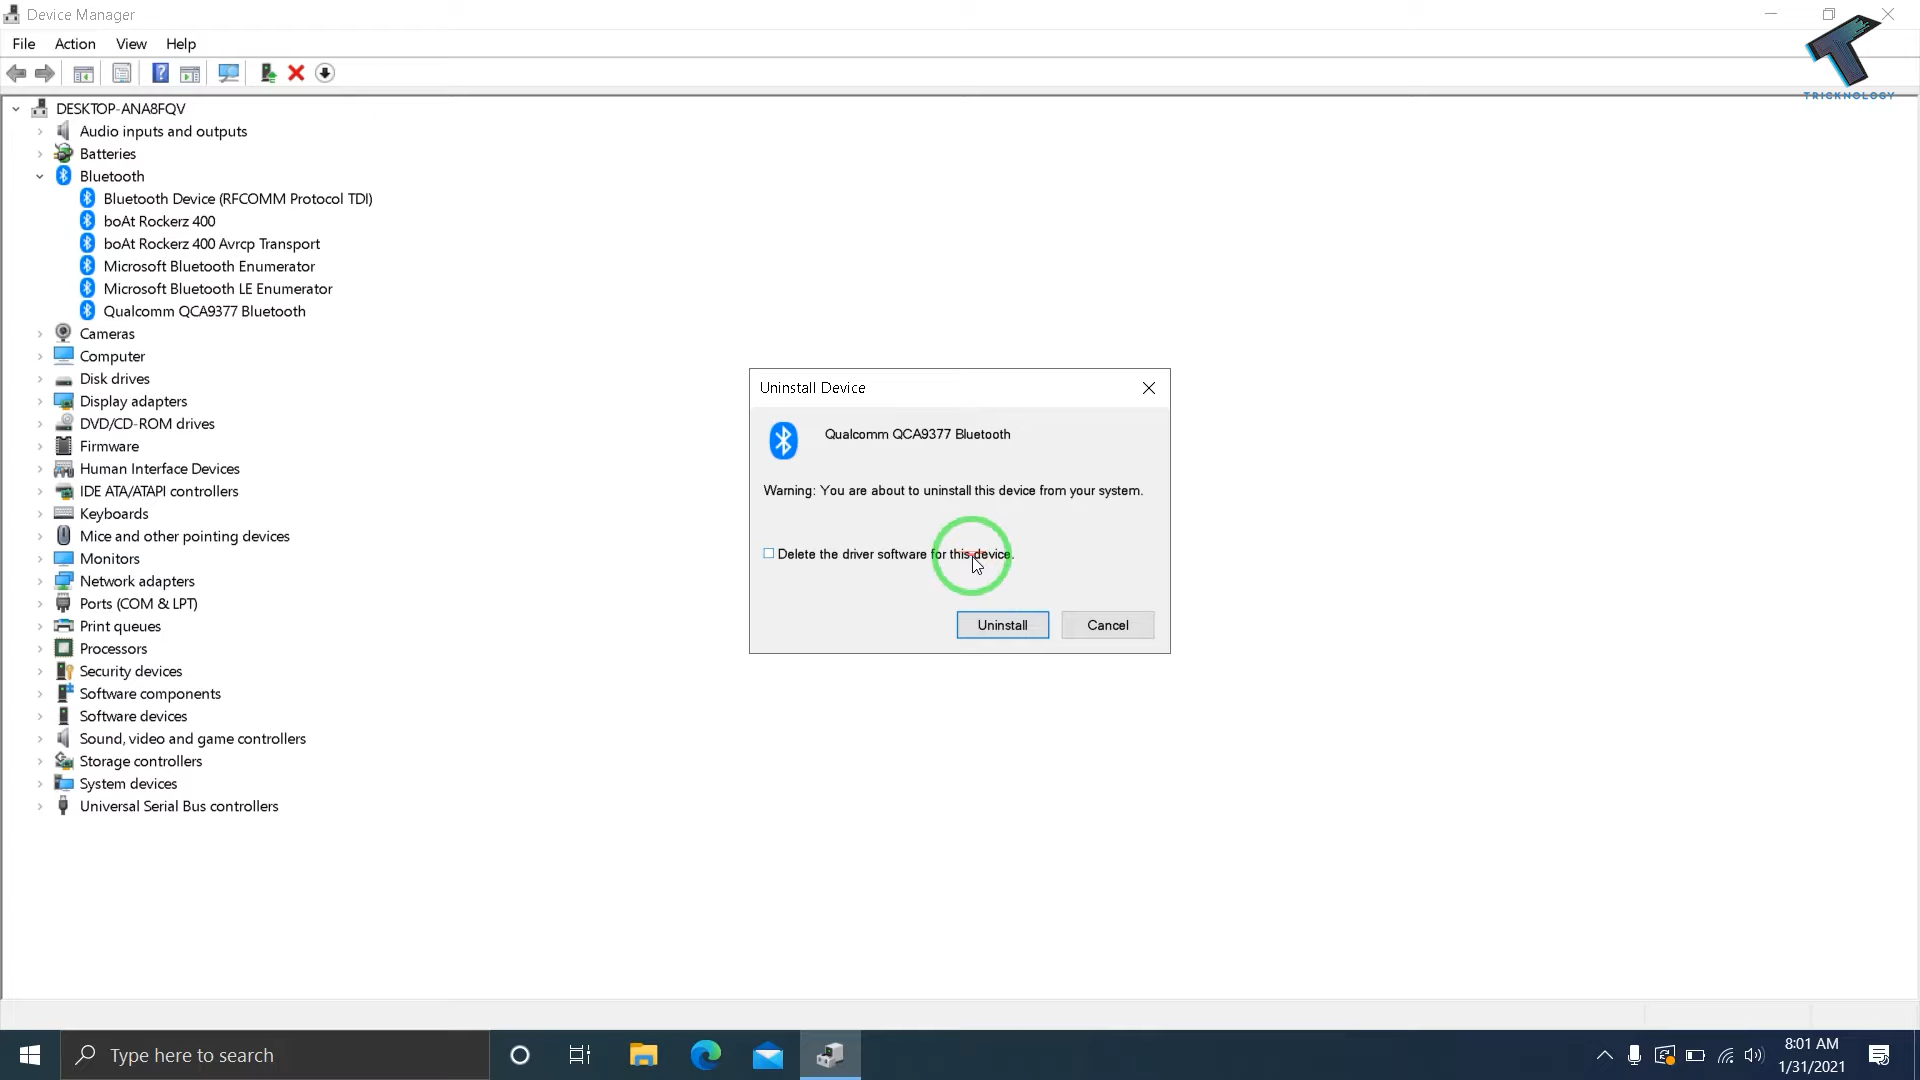 Device Manager
File Action View Help
TRICKNOLOGY
DESKTOP-ANA8FQV
Audio inputs and outputs
Batteries
Bluetooth
Bluetooth Device (RFCOMM Protocol TDI)
boAt Rockerz 400
boAt Rockerz 400 Avrcp Transport
Microsoft Bluetooth Enumerator
Microsoft Bluetooth LE Enumerator
Qualcomm QCA9377 Bluetooth
Cameras
Computer
Disk drives
Display adapters
DVD/CD-ROM drives
Firmware
Human Interface Devices
IDE ATA/ATAPI controllers
Keyboards
Mice and other pointing devices
Monitors
Network adapters
Ports (COM & LPT)
Print queues
Processors
Security devices
Software components
Software devices
Sound, video and game controllers
Storage controllers
System devices
Universal Serial Bus controllers
Uninstall Device
Qualcomm QCA9377 Bluetooth
Warning: You are about to uninstall this device from your system.
Delete the driver software for this device.
Uninstall Cancel
Type here to search
8:01 AM
1/31/2021